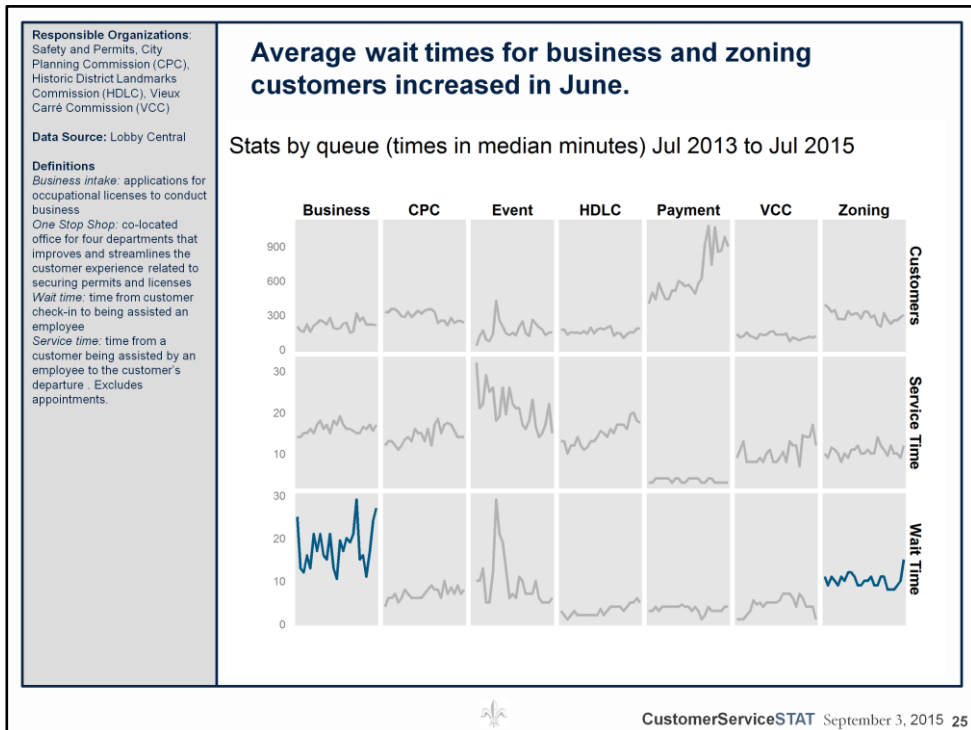 Responsible Organizations:
Safety and Permits, City
Planning Commission (CPC),
Historic District Landmarks
Commission (HDLC), Vieux
Carré Commission (VCC)
Data Source: Lobby Central
Definitions
Business intake: applications for
occupational licenses to conduct
business
One Stop Shop: co-located
office for four departments that
improves and streamlines the
customer experience related to
securing permits and licenses
Wait time: time from customer
check-in to being assisted an
employee
Service time: time from a
customer being assisted by an
employee to the customer's
departure . Excludes
appointments.
Average wait times for business and zoning
customers increased in June.
Stats by queue (times in median minutes) Jul 2013 to Jul 2015
Business CPC Event HDLC Payment VCC Zoning
900
600
300
0
Customers
30
20
10
Service Time
30
20
10
0
Wait Time
CustomerServiceSTAT September 3, 2015 25